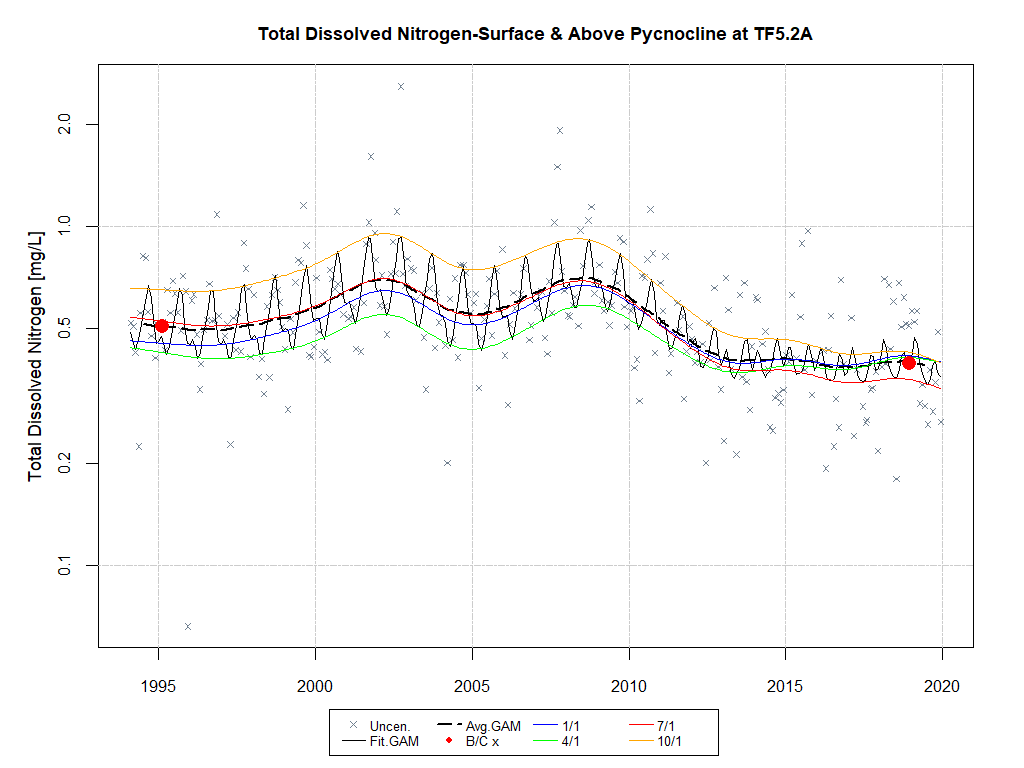 Total Dissolved Nitrogen-Surface & Above Pycnocline at TF5.2A
Total Dissolved Nitrogen [mg/L]
2.0
1.0
0.5
0.2
0.1
1995 2000 2005 2010 2015 2020
Uncen. Avg.GAM 1/1 7/1
Fit.GAM B/C x 4/1 10/1